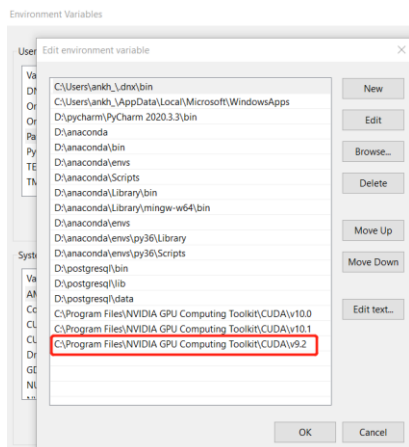 Environment Variables
User
Edit environment variable
Va
DN
On
Or
Pa
Py
TE
TM
C:\Users\ankh_\.dnx\bin
C:\Users\ankh_\AppData\Local\Microsoft\WindowsApps
D:\pycharm\PyCharm 2020.3.3\bin
D:\anaconda
D:\anaconda\bin
D:\anaconda\envs
D:\anaconda\Scripts
D:\anaconda\Library\bin
D:\anaconda\Library\mingw-w64\bin
D:\anaconda\envs
D:\anaconda\envs\py36\Library
D:\anaconda\envs\py36\Scripts
D:\postgresql\bin
D:\postgresql\lib
D:\postgresql\data
C:\Program Files\NVIDIA GPU Computing Toolkit\CUDA\v10.0
C:\Program Files\NVIDIA GPU Computing Toolkit\CUDA\v10.1
C:\Program Files\NVIDIA GPU Computing Toolkit\CUDA\v9.2
New
Edit
Browse...
Delete
Move Up
Move Down
Edit text...
Syste
Va
Co
CU
CU
Dr
GD
NU
OK
Cancel